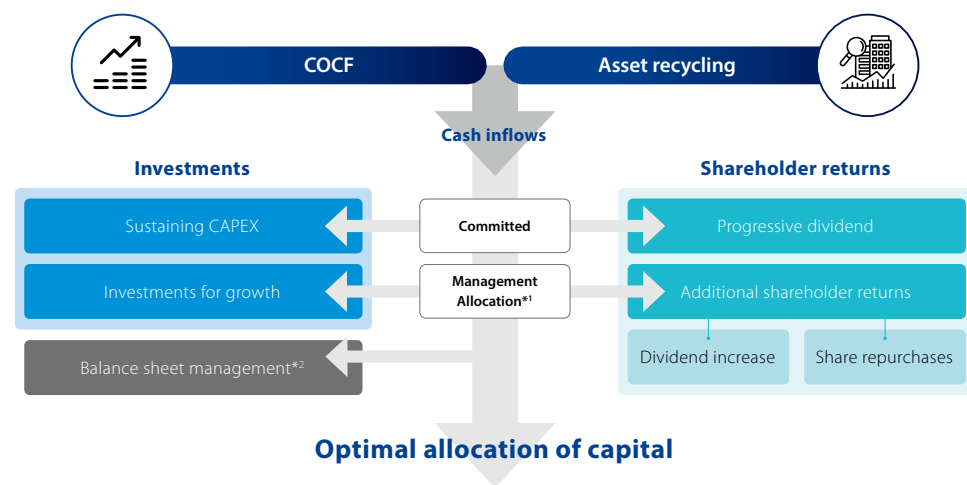 COCF
Asset recycling
Cash inflows
Investments
Shareholder returns
Sustaining CAPEX
Committed
Progressive dividend
Investments for growth
Management
Allocation*1
Additional shareholder returns
Balance sheet management*2
Dividend increase
Share repurchases
Optimal allocation of capital